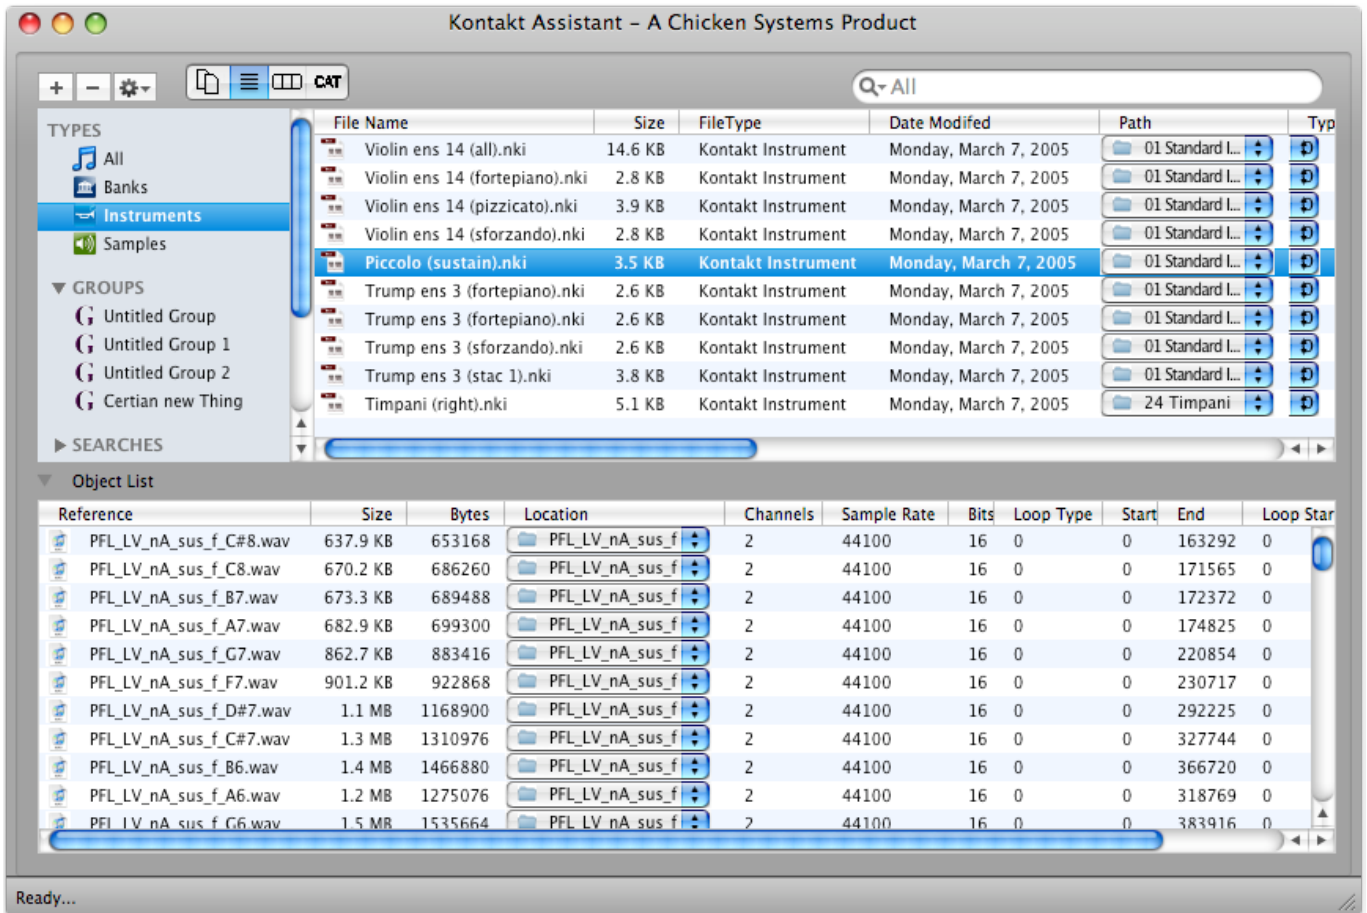 Kontakt Assistant – A Chicken Systems Product
+ – CAT All
TYPES
All
Banks
Instruments
Samples
▼ GROUPS
Untitled Group
Untitled Group 1
Untitled Group 2
Certian new Thing
▶ SEARCHES
File Name Size FileType Date Modifed Path Typ
Violin ens 14 (all).nki 14.6 KB Kontakt Instrument Monday, March 7, 2005 01 Standard I...
Violin ens 14 (fortepiano).nki 2.8 KB Kontakt Instrument Monday, March 7, 2005 01 Standard I...
Violin ens 14 (pizzicato).nki 3.9 KB Kontakt Instrument Monday, March 7, 2005 01 Standard I...
Violin ens 14 (sforzando).nki 2.8 KB Kontakt Instrument Monday, March 7, 2005 01 Standard I...
Piccolo (sustain).nki 3.5 KB Kontakt Instrument Monday, March 7, 2005 01 Standard I...
Trump ens 3 (fortepiano).nki 2.6 KB Kontakt Instrument Monday, March 7, 2005 01 Standard I...
Trump ens 3 (fortepiano).nki 2.6 KB Kontakt Instrument Monday, March 7, 2005 01 Standard I...
Trump ens 3 (sforzando).nki 2.6 KB Kontakt Instrument Monday, March 7, 2005 01 Standard I...
Trump ens 3 (stac 1).nki 3.8 KB Kontakt Instrument Monday, March 7, 2005 01 Standard I...
Timpani (right).nki 5.1 KB Kontakt Instrument Monday, March 7, 2005 24 Timpani
▼ Object List
Reference Size Bytes Location Channels Sample Rate Bits Loop Type Start End Loop Star
PFL_LV_nA_sus_f_C#8.wav 637.9 KB 653168 PFL_LV_nA_sus_f 2 44100 16 0 0 163292 0
PFL_LV_nA_sus_f_C8.wav 670.2 KB 686260 PFL_LV_nA_sus_f 2 44100 16 0 0 171565 0
PFL_LV_nA_sus_f_B7.wav 673.3 KB 689488 PFL_LV_nA_sus_f 2 44100 16 0 0 172372 0
PFL_LV_nA_sus_f_A7.wav 682.9 KB 699300 PFL_LV_nA_sus_f 2 44100 16 0 0 174825 0
PFL_LV_nA_sus_f_G7.wav 862.7 KB 883416 PFL_LV_nA_sus_f 2 44100 16 0 0 220854 0
PFL_LV_nA_sus_f_F7.wav 901.2 KB 922868 PFL_LV_nA_sus_f 2 44100 16 0 0 230717 0
PFL_LV_nA_sus_f_D#7.wav 1.1 MB 1168900 PFL_LV_nA_sus_f 2 44100 16 0 0 292225 0
PFL_LV_nA_sus_f_C#7.wav 1.3 MB 1310976 PFL_LV_nA_sus_f 2 44100 16 0 0 327744 0
PFL_LV_nA_sus_f_B6.wav 1.4 MB 1466880 PFL_LV_nA_sus_f 2 44100 16 0 0 366720 0
PFL_LV_nA_sus_f_A6.wav 1.2 MB 1275076 PFL_LV_nA_sus_f 2 44100 16 0 0 318769 0
PFL_LV_nA_sus_f_G6.wav 1.5 MB 1535664 PFL_LV_nA_sus_f 2 44100 16 0 0 383916 0
Ready...